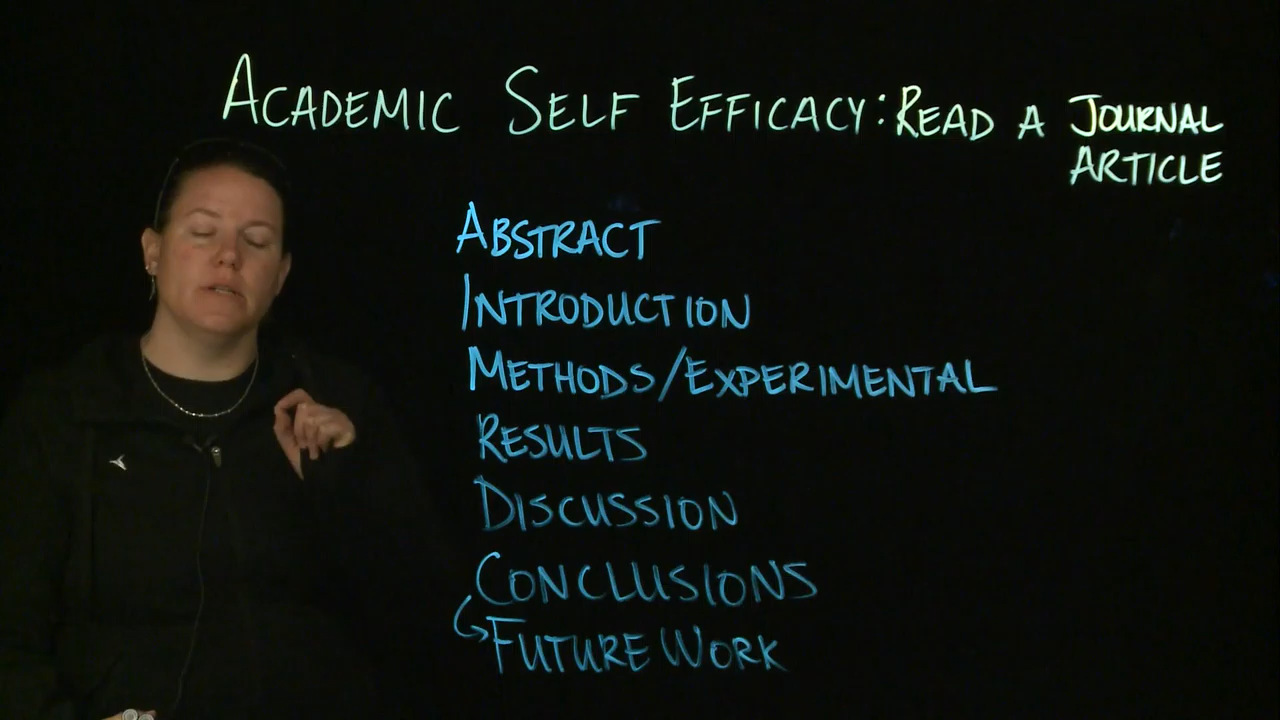 ACADEMIC SELF EFFICACY: READ A JOURNAL
ARTICLE
ABSTRACT
INTRODUCTION
METHODS/EXPERIMENTAL
RESULTS
DISCUSSION
CONCLUSIONS
FUTURE WORK